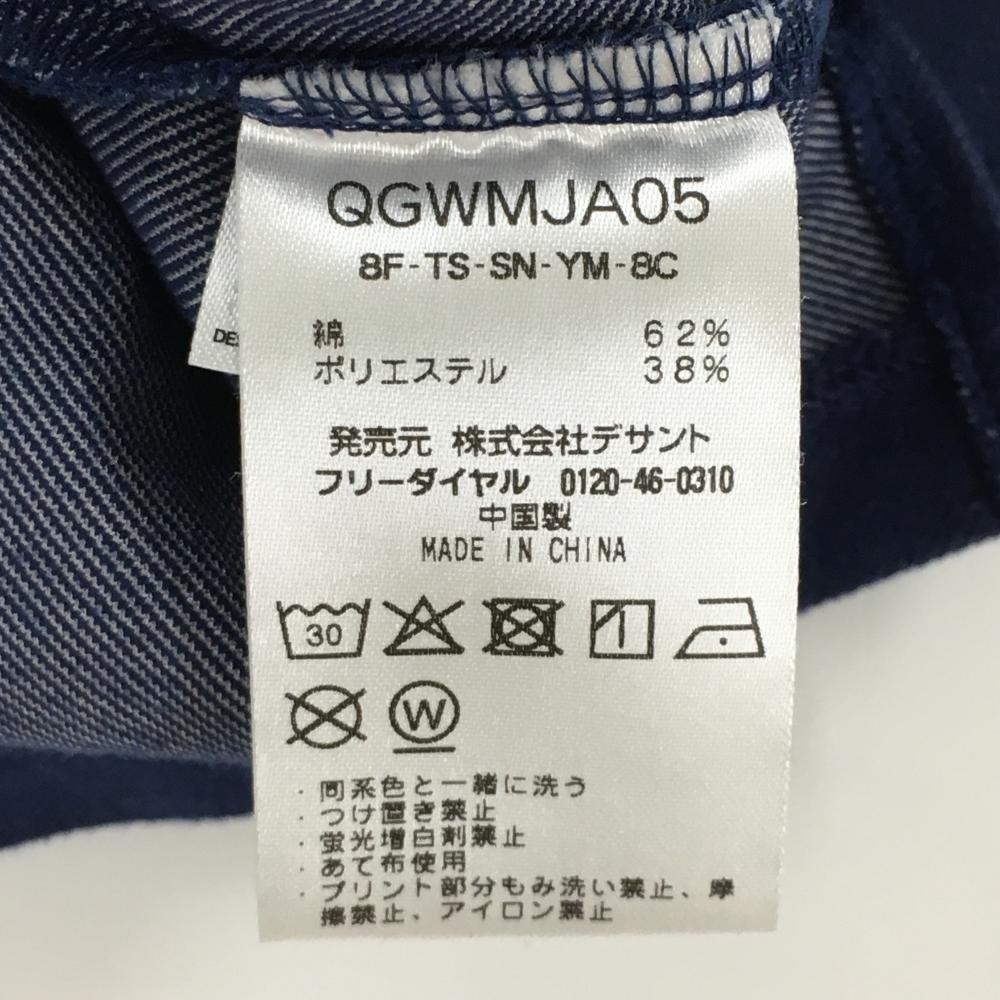 QGWMJA05
8F-TS-SN-YM-8C
綿 62%
ポリエステル 38%
発売元 株式会社デサント
フリーダイヤル 0120-46-0310
中国製
MADE IN CHINA
30
W
・同系色と一緒に洗う
・つけ置き禁止
・蛍光増白剤禁止
・あて布使用
・プリント部分もみ洗い禁止、摩
擦禁止、アイロン禁止